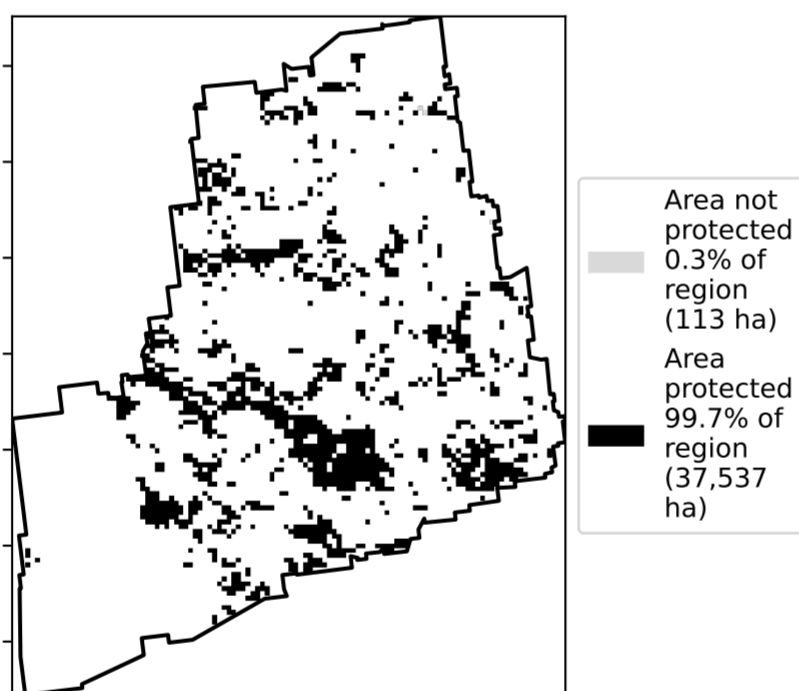 Area not
protected
0.3% of
region
(113 ha)
Area
protected
99.7% of
region
(37,537
ha)